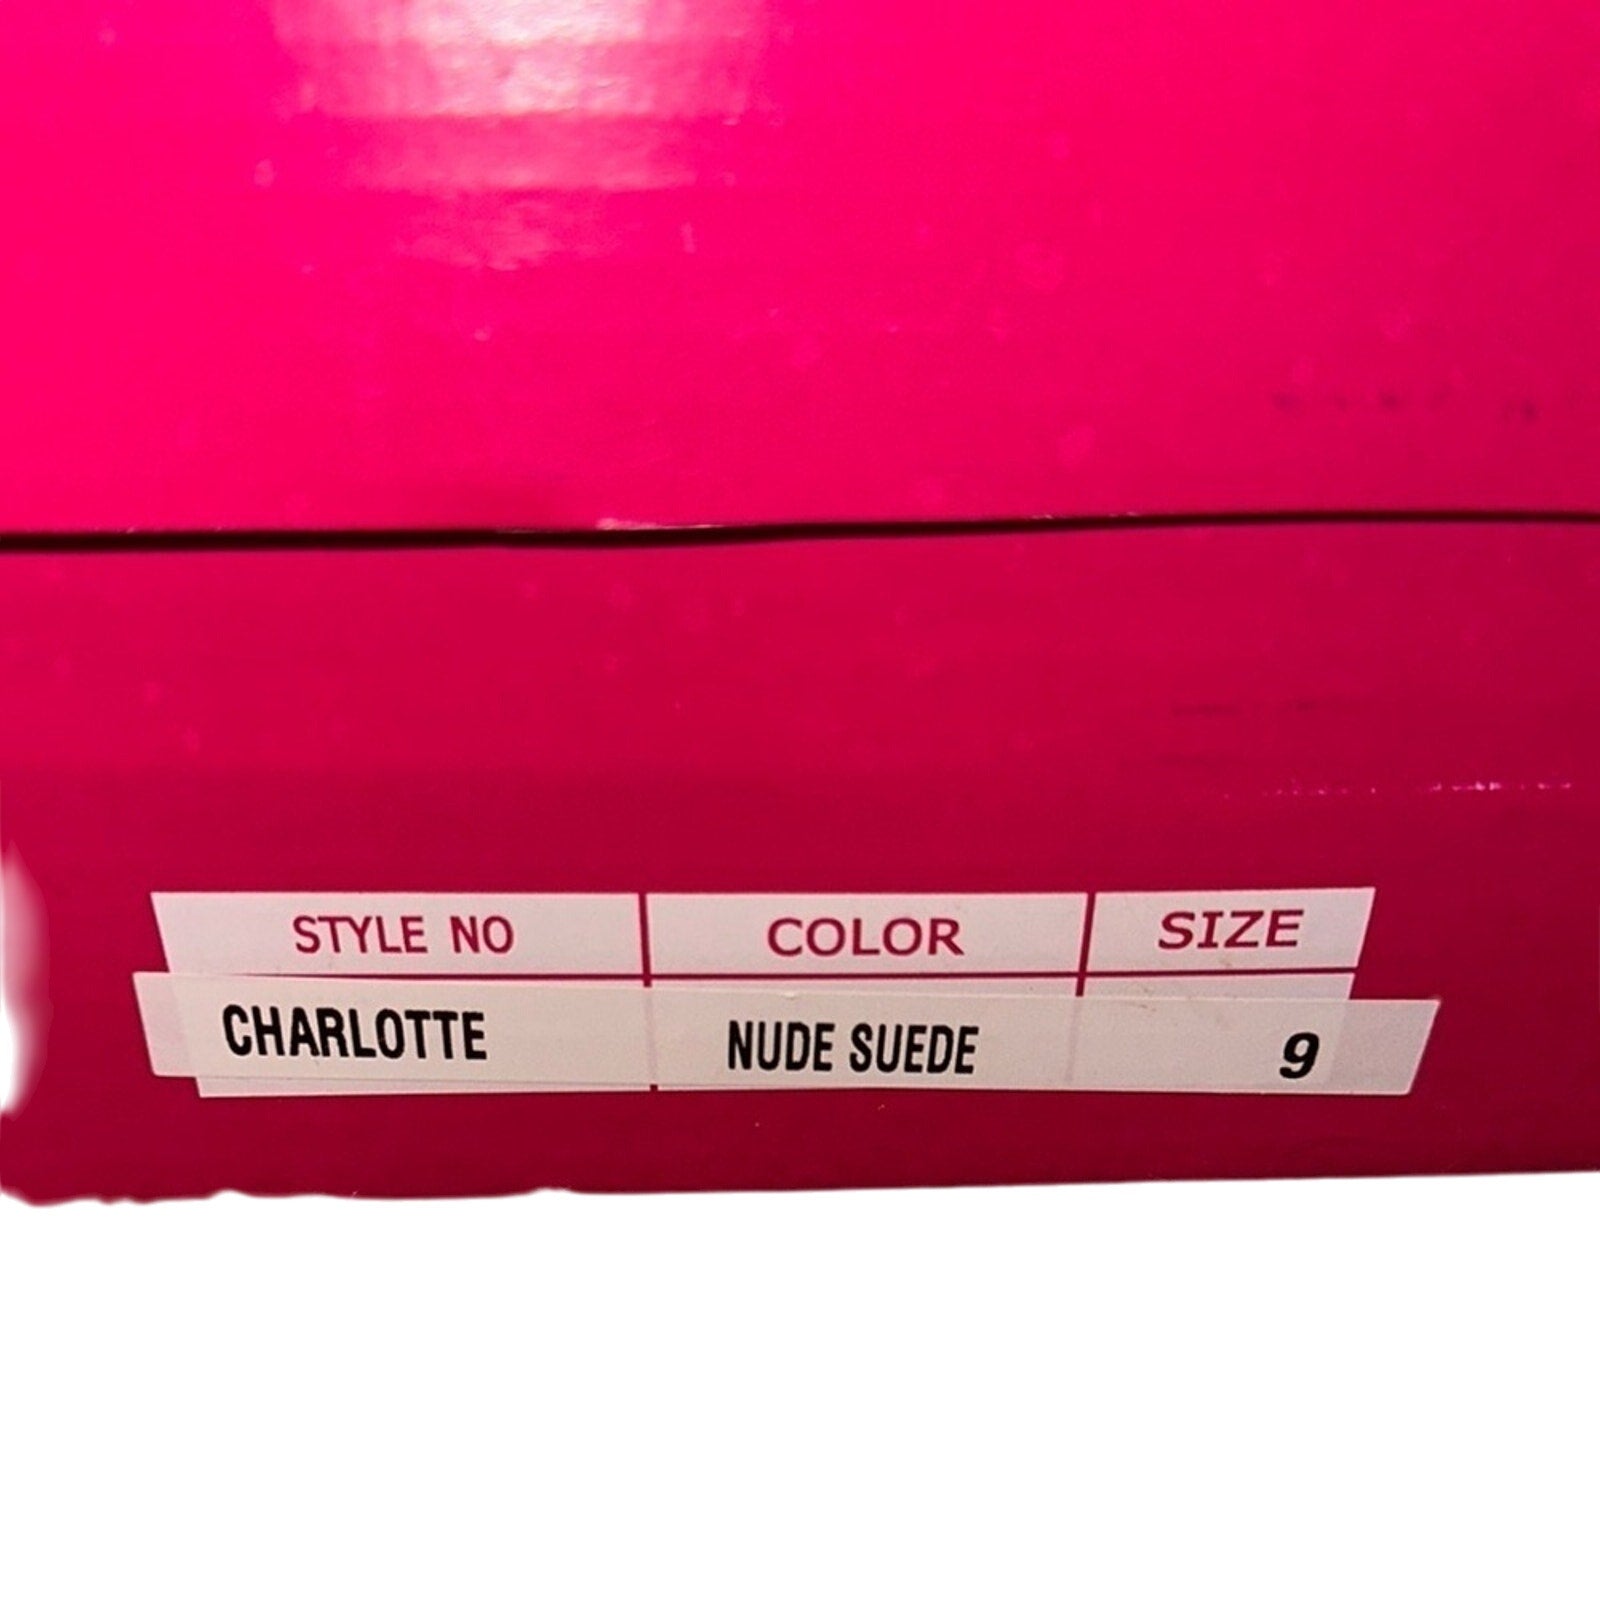 STYLE NO COLOR SIZE
CHARLOTTE NUDE SUEDE 9